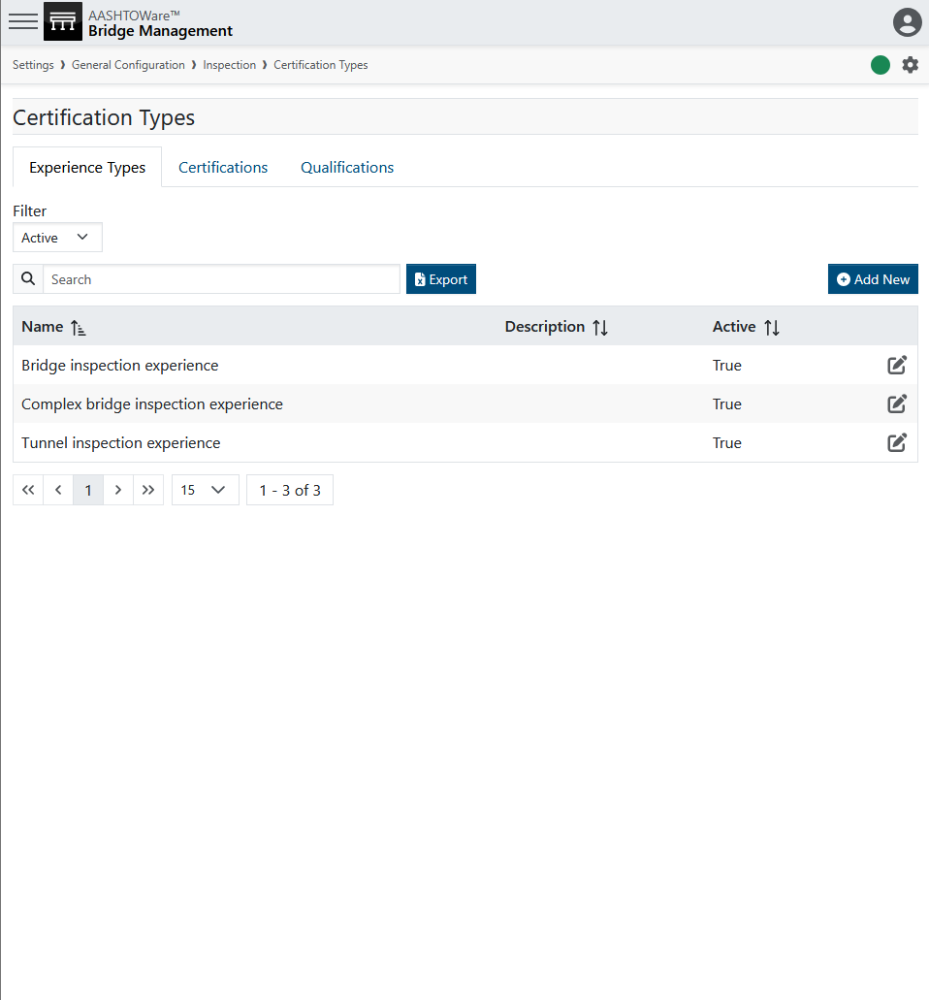 AASHTOWare™
Bridge Management
Settings ❱ General Configuration ❱ Inspection ❱ Certification Types
Certification Types
Experience Types Certifications Qualifications
Filter
Active
Search Export Add New
Name Description Active
Bridge inspection experience True
Complex bridge inspection experience True
Tunnel inspection experience True
1 15 1 - 3 of 3